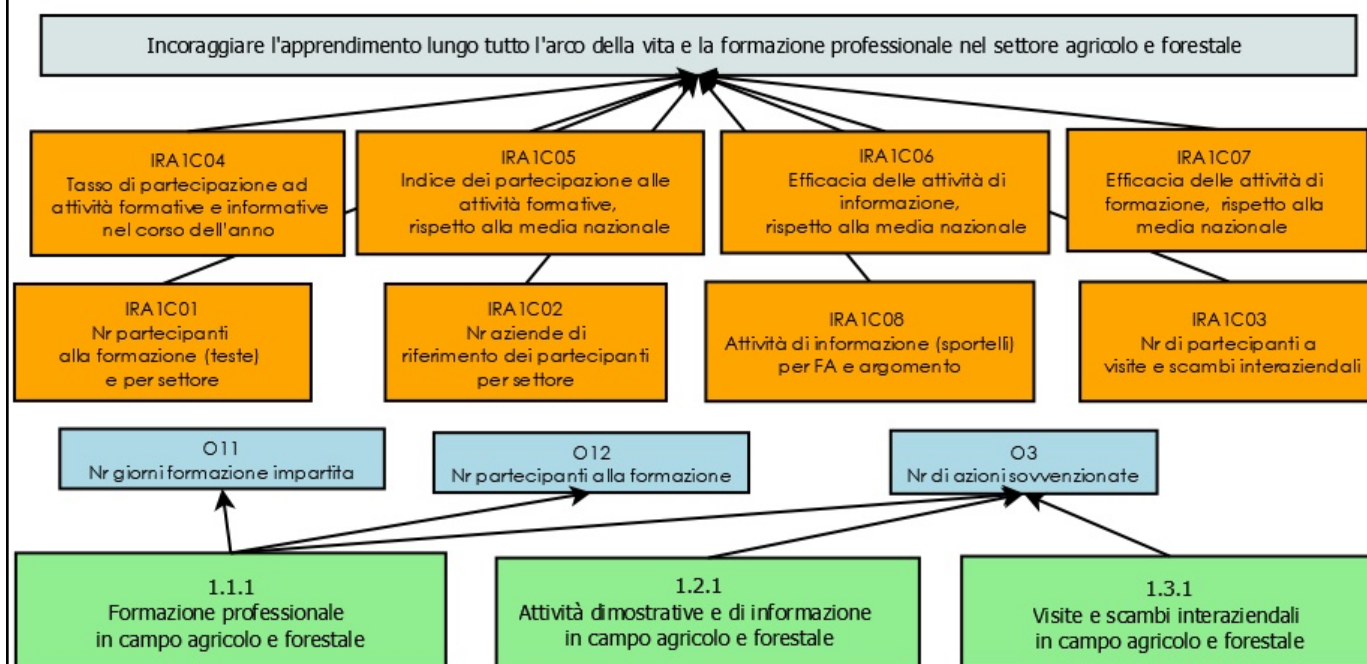 Incoraggiare l'apprendimento lungo tutto l'arco della vita e la formazione professionale nel settore agricolo e forestale
IRA1C04
Tasso di partecipazione ad
attività formative e informative
nel corso dell'anno
IRA1C05
Indice dei partecipazione alle
attività formative,
rispetto alla media nazionale
IRA1C06
Efficacia delle attività di
informazione,
rispetto alla media nazionale
IRA1C07
Efficacia delle attività di
formazione, rispetto alla
media nazionale
IRA1C01
Nr partecipanti
alla formazione (teste)
e per settore
IRA1C02
Nr aziende di
riferimento dei partecipanti
per settore
IRA1C08
Attività di informazione (sportelli)
per FA e argomento
IRA1C03
Nr di partecipanti a
visite e scambi interaziendali
O11
Nr giorni formazione impartita
O12
Nr partecipanti alla formazione
O3
Nr di azioni sovvenzionate
1.1.1
Formazione professionale
in campo agricolo e forestale
1.2.1
Attività dimostrative e di informazione
in campo agricolo e forestale
1.3.1
Visite e scambi interaziendali
in campo agricolo e forestale